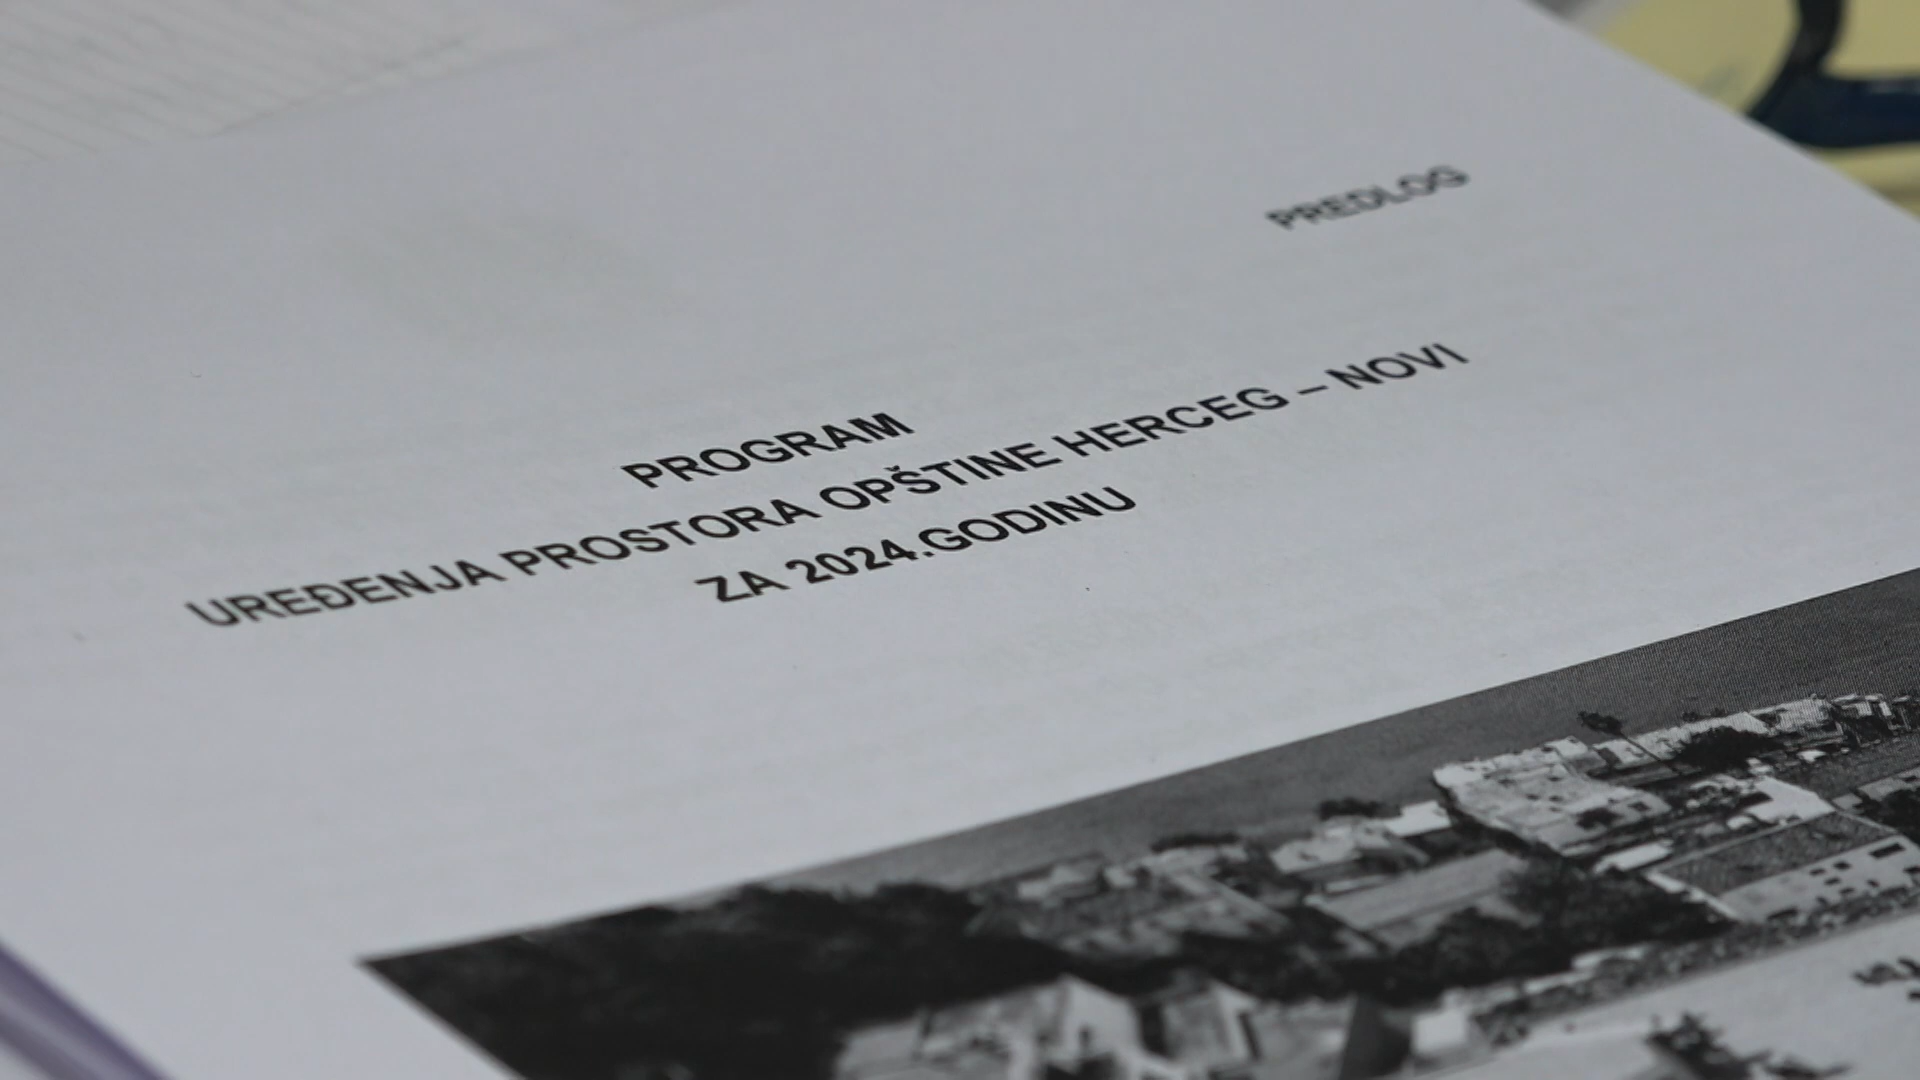 PREDLOG
PROGRAM
UREĐENJA PROSTORA OPŠTINE HERCEG – NOVI
ZA 2024.GODINU